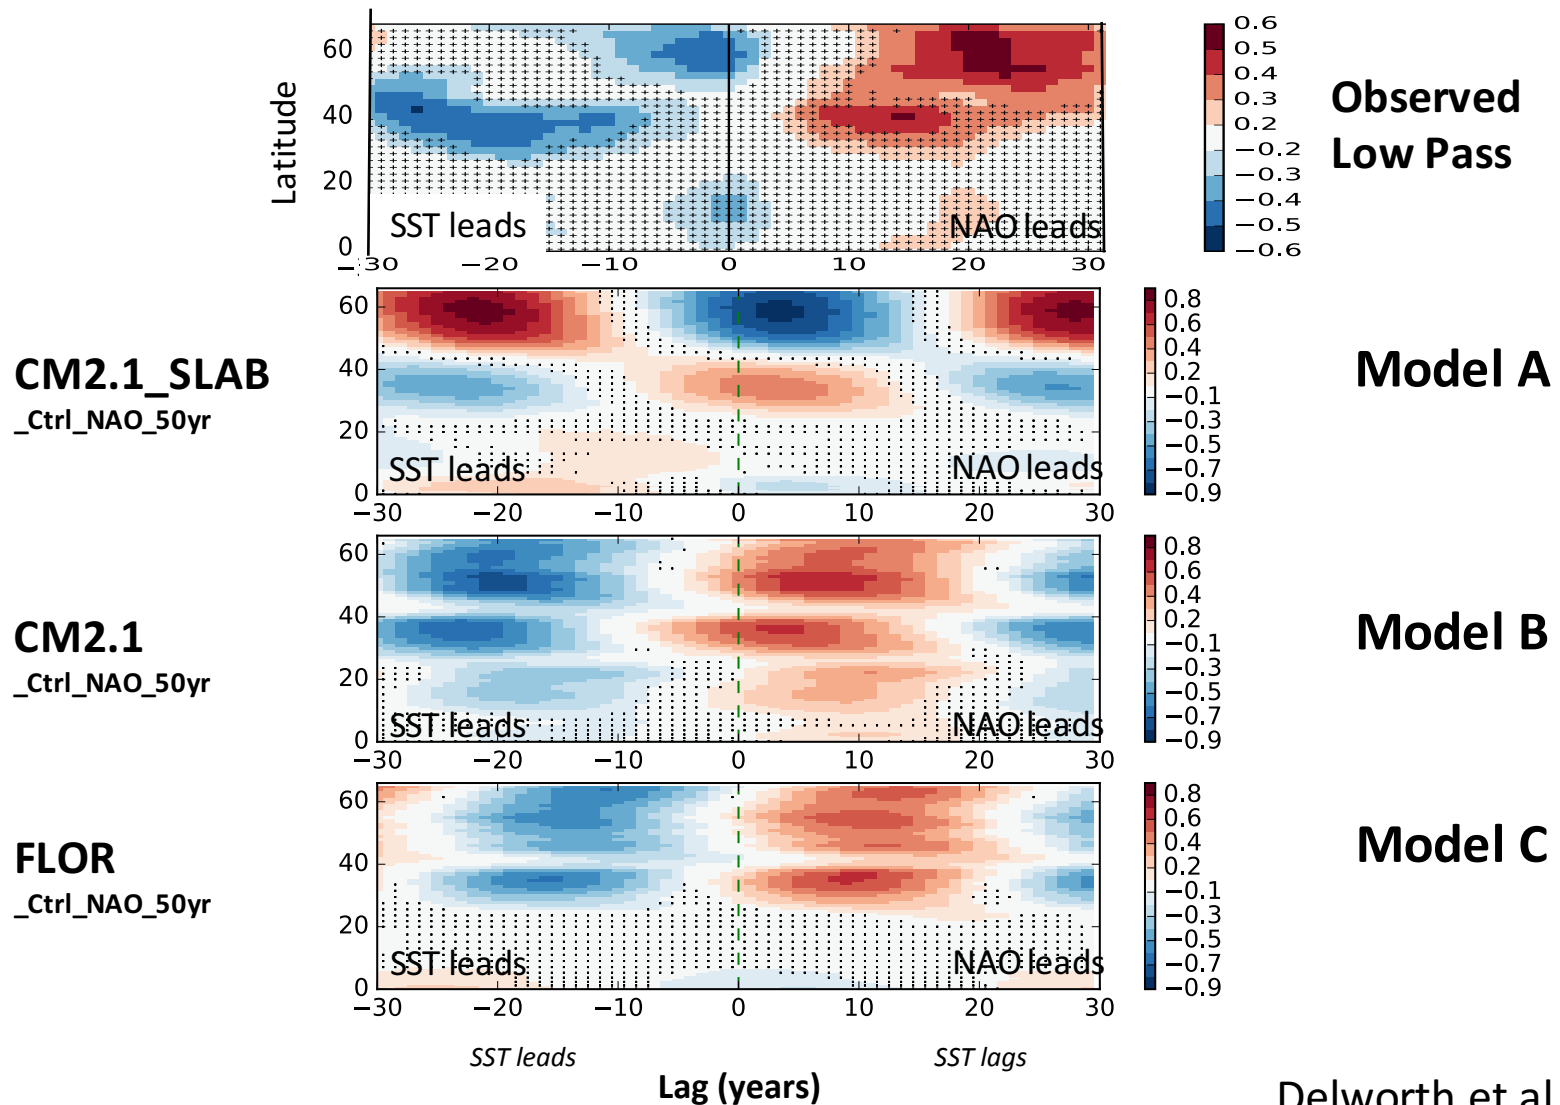 Latitude
60
40
20
0
SST leads
NAO leads
−30 −20 −10 0 10 20 30
0.6
0.5
0.4
0.3
0.2
−0.2
−0.3
−0.4
−0.5
−0.6
Observed
Low Pass
CM2.1_SLAB
_Ctrl_NAO_50yr
60
40
20
0
SST leads
NAO leads
−30 −20 −10 0 10 20 30
0.8
0.6
0.4
0.2
−0.1
−0.3
−0.5
−0.7
−0.9
Model A
CM2.1
_Ctrl_NAO_50yr
60
40
20
0
SST leads
NAO leads
−30 −20 −10 0 10 20 30
0.8
0.6
0.4
0.2
−0.1
−0.3
−0.5
−0.7
−0.9
Model B
FLOR
_Ctrl_NAO_50yr
60
40
20
0
SST leads
NAO leads
−30 −20 −10 0 10 20 30
0.8
0.6
0.4
0.2
−0.1
−0.3
−0.5
−0.7
−0.9
Model C
SST leads
SST lags
Lag (years)
Delworth et al